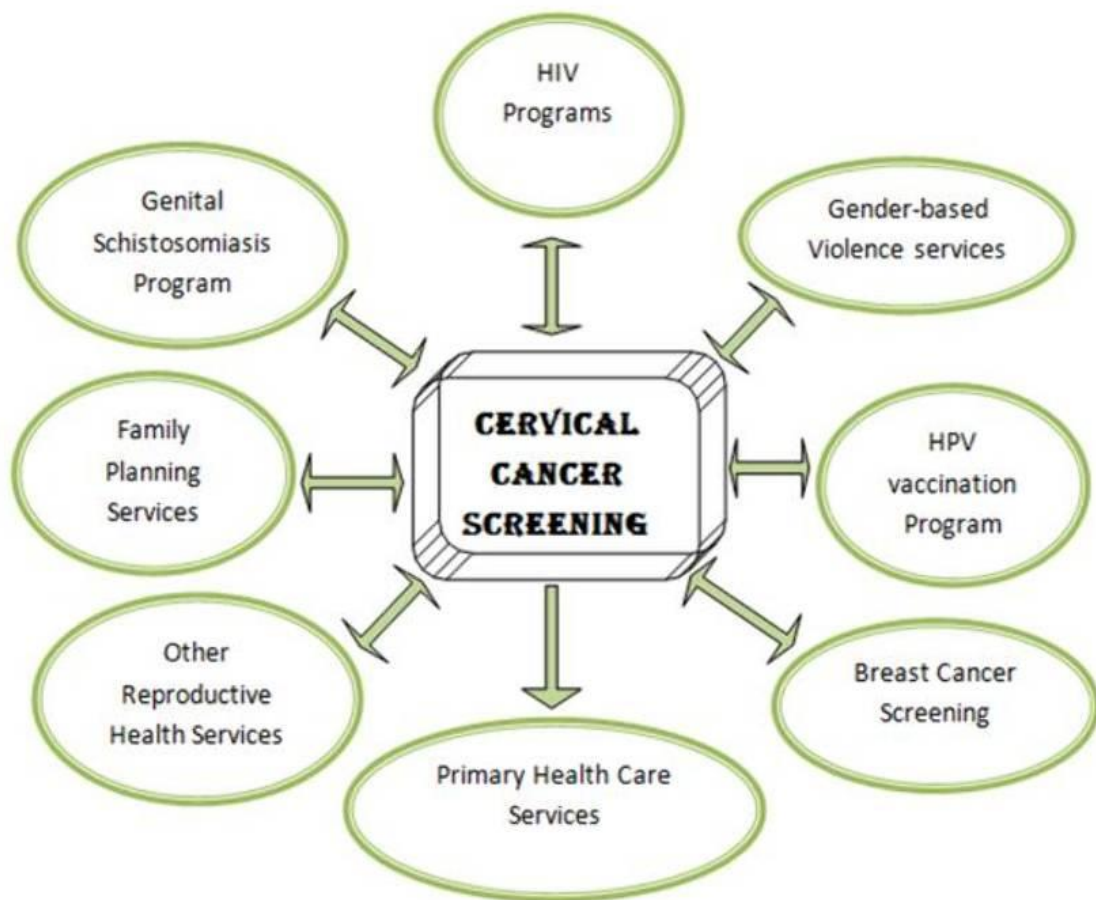 HIV
Programs
Genital
Schistosomiasis
Program
Gender-based
Violence services
CERVICAL
CANCER
SCREENING
Family
Planning
Services
HPV
vaccination
Program
Other
Reproductive
Health Services
Breast Cancer
Screening
Primary Health Care
Services